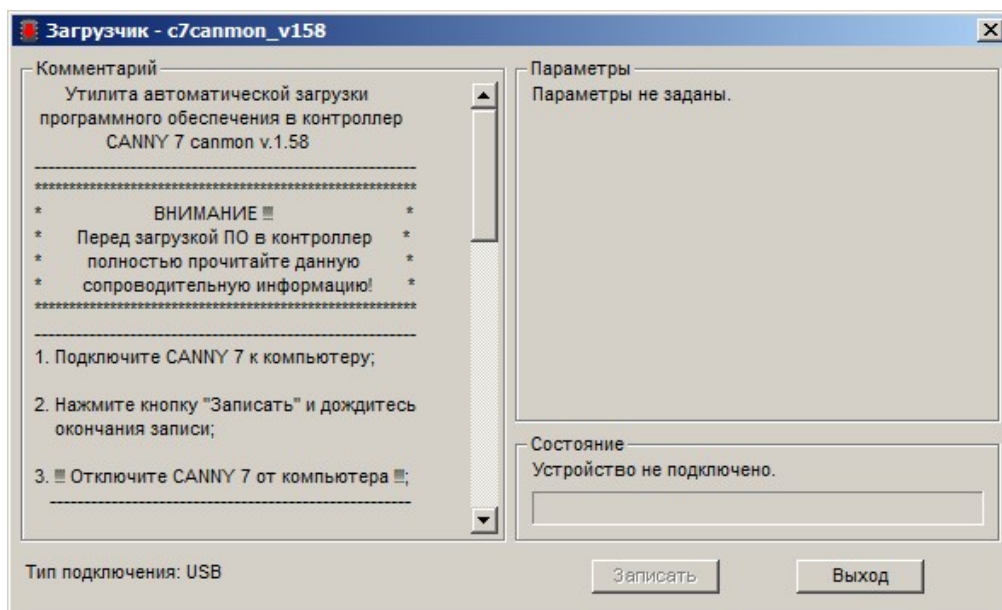 Загрузчик - c7canmon_v158
Комментарий
Утилита автоматической загрузки
программного обеспечения в контроллер
CANNY 7 canmon v.1.58
--------------------------------------------------------
********************************************************
* ВНИМАНИЕ !!! *
* Перед загрузкой ПО в контроллер *
* полностью прочитайте данную *
* сопроводительную информацию! *
********************************************************
--------------------------------------------------------
1. Подключите CANNY 7 к компьютеру;
2. Нажмите кнопку "Записать" и дождитесь
окончания записи;
3. !!! Отключите CANNY 7 от компьютера !!!;
-----------------------------------------------------
Параметры
Параметры не заданы.
Состояние
Устройство не подключено.
Тип подключения: USB
Записать
Выход